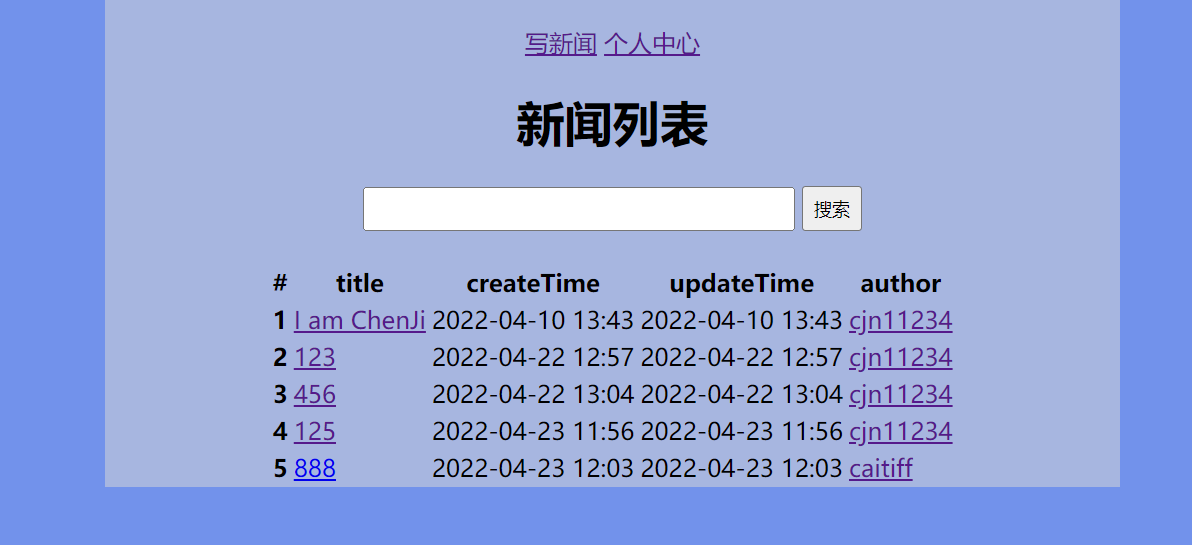 写新闻 个人中心
新闻列表
搜索
# title createTime updateTime author
1 I am ChenJi 2022-04-10 13:43 2022-04-10 13:43 cjn11234
2 123 2022-04-22 12:57 2022-04-22 12:57 cjn11234
3 456 2022-04-22 13:04 2022-04-22 13:04 cjn11234
4 125 2022-04-23 11:56 2022-04-23 11:56 cjn11234
5 888 2022-04-23 12:03 2022-04-23 12:03 caitiff